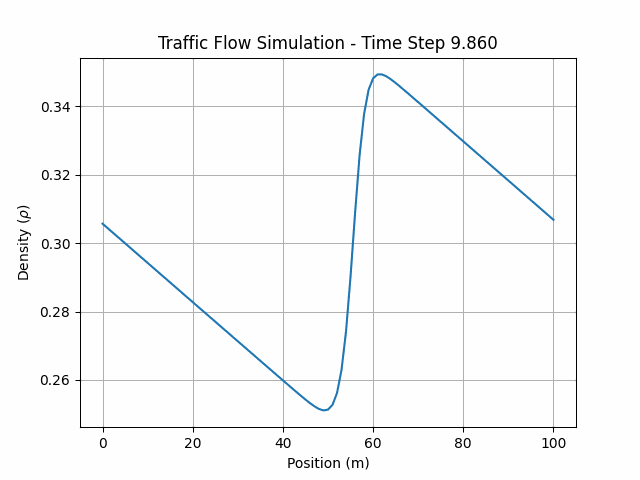 Traffic Flow Simulation - Time Step 9.860
Density (ρ)
0.34
0.32
0.30
0.28
0.26
0 20 40 60 80 100
Position (m)